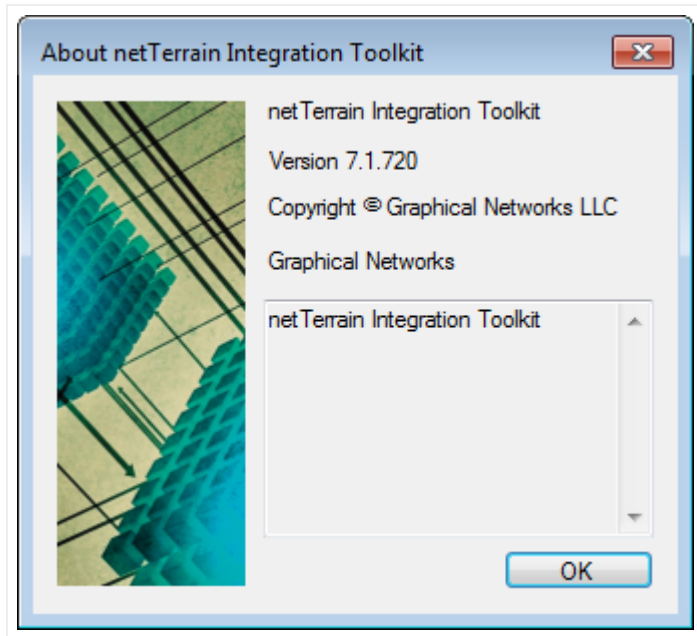 About netTerrain Integration Toolkit
netTerrain Integration Toolkit
Version 7.1.720
Copyright © Graphical Networks LLC
Graphical Networks
netTerrain Integration Toolkit
OK